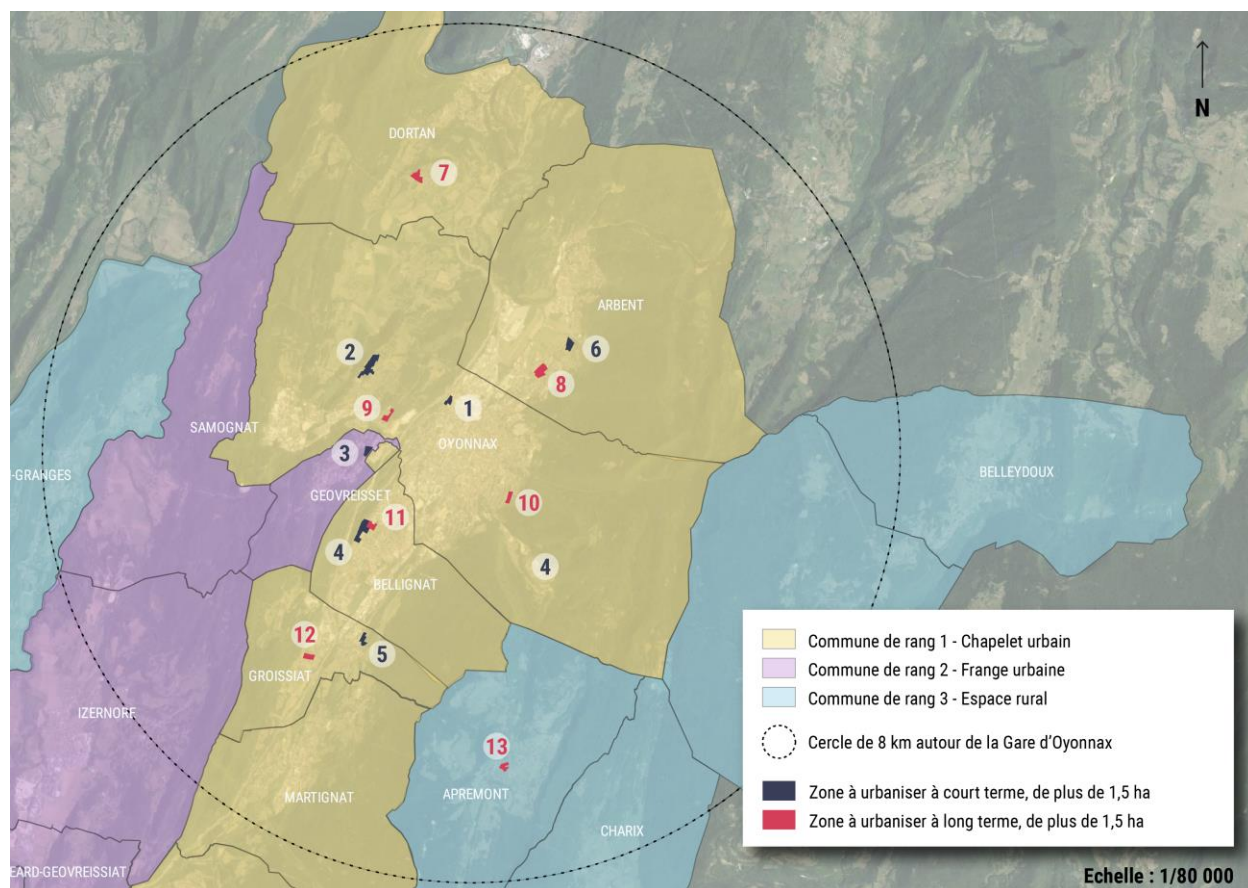 N
DORTAN
7
ARBENT
2
6
8
9
1
SAMOGNAT
OYONNAX
3
-GRANGES
BELLEYDOUX
GEOVREISSET
10
11
4
4
BELLIGNAT
12
5
GROISSIAT
IZERNORE
13
MARTIGNAT
APREMONT
CHARIX
EARD-GEOVREISSIAT
Commune de rang 1 - Chapelet urbain
Commune de rang 2 - Frange urbaine
Commune de rang 3 - Espace rural
Cercle de 8 km autour de la Gare d'Oyonnax
Zone à urbaniser à court terme, de plus de 1,5 ha
Zone à urbaniser à long terme, de plus de 1,5 ha
Echelle : 1/80 000